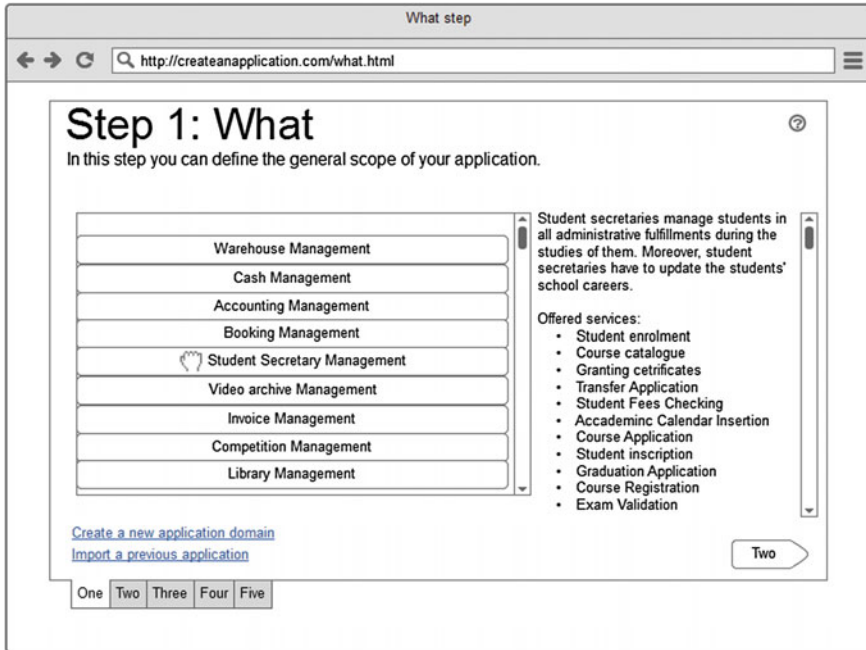 What step
http://createanapplication.com/what.html
Step 1: What
In this step you can define the general scope of your application.
Warehouse Management
Cash Management
Accounting Management
Booking Management
Student Secretary Management
Video archive Management
Invoice Management
Competition Management
Library Management
Student secretaries manage students in
all administrative fulfillments during the
studies of them. Moreover, student
secretaries have to update the students'
school careers.
Offered services:
• Student enrolment
• Course catalogue
• Granting cetrificates
• Transfer Application
• Student Fees Checking
• Accademinc Calendar Insertion
• Course Application
• Student inscription
• Graduation Application
• Course Registration
• Exam Validation
Create a new application domain
Import a previous application
Two
One Two Three Four Five